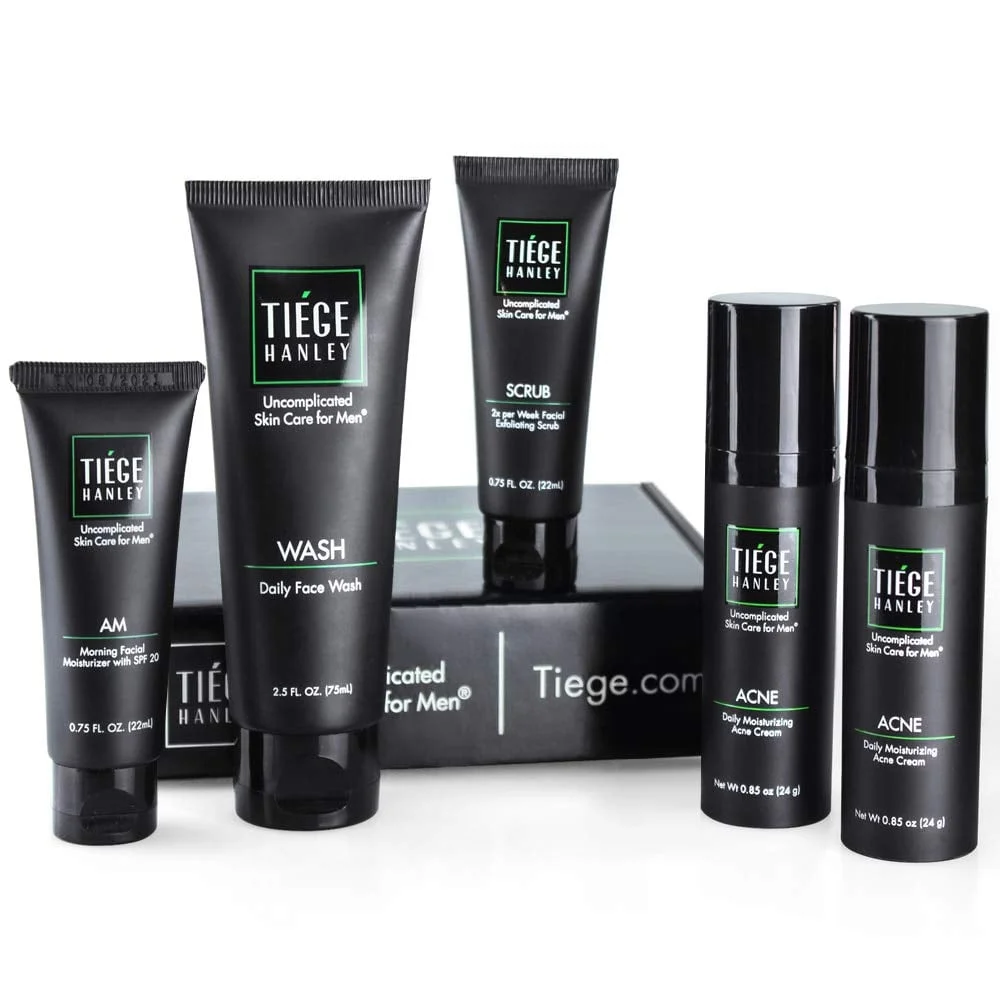 08/2021
TIÉGE
HANLEY
Uncomplicated
Skin Care for Men®
AM
Morning Facial
Moisturizer with SPF 20
0.75 FL. OZ. (22mL)
TIÉGE
HANLEY
Uncomplicated
Skin Care for Men®
WASH
Daily Face Wash
2.5 FL. OZ. (75mL)
TIÉGE
HANLEY
Uncomplicated
Skin Care for Men®
SCRUB
2x per Week Facial
Exfoliating Scrub
0.75 FL. OZ. (22mL)
TIÉGE
HANLEY
TIÉG
HANLEY
licated
for Men®
Tiege.com
TIÉGE
HANLEY
Uncomplicated
Skin Care for Men®
ACNE
Daily Moisturizing
Acne Cream
Net Wt 0.85 oz (24 g)
TIÉGE
HANLEY
Uncomplicated
Skin Care for Men®
ACNE
Daily Moisturizing
Acne Cream
Net Wt 0.85 oz (24 g)